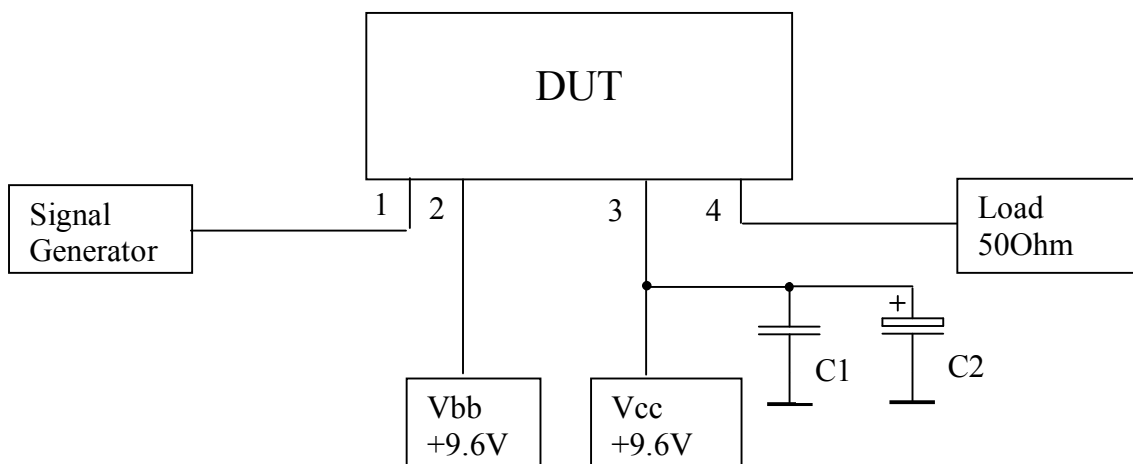 DUT
1
2
3
4
Signal
Generator
Load
50Ohm
+
C1
C2
Vbb
+9.6V
Vcc
+9.6V